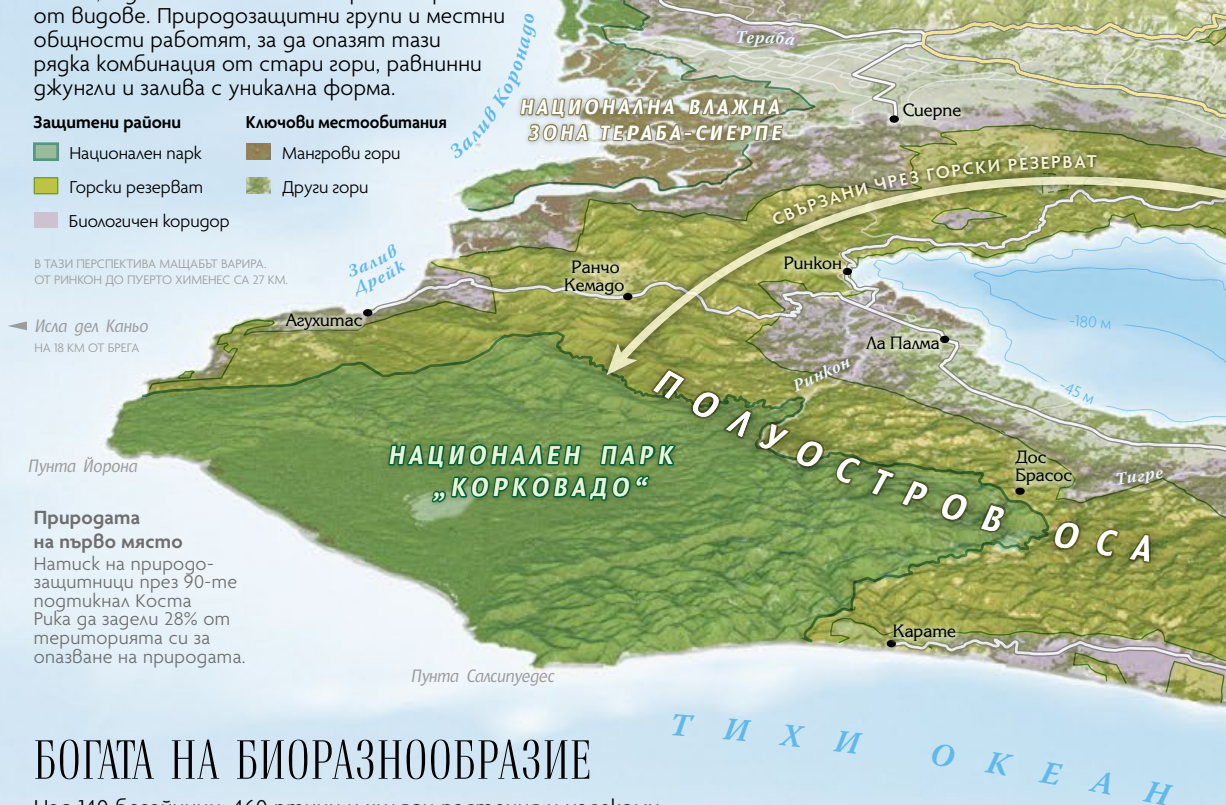 от видове. Природозащитни групи и местни
общности работят, за да опазят тази
рядка комбинация от стари гори, равнинни
джунгли и залива с уникална форма.
Защитени райони
Национален парк
Горски резерват
Биологичен коридор
Ключови местообитания
Мангрови гори
Други гори
В ТАЗИ ПЕРСПЕКТИВА МАЩАБЪТ ВАРИРА.
ОТ РИНКОН ДО ПУЕРТО ХИМЕНЕС СА 27 КМ.
Исла дел Каньо
НА 18 КМ ОТ БРЕГА
Залив Коронадо
Тераба
НАЦИОНАЛНА ВЛАЖНА
ЗОНА ТЕРАБА-СИЕРПЕ
Сиерпе
СВЪРЗАНИ ЧРЕЗ ГОРСКИ РЕЗЕРВАТ
Залив
Дрейк
Агухитас
Ранчо
Кемадо
Ринкон
-180 м
Ла Палма
Ринкон
-45 м
ПОЛУОСТРОВ ОСА
НАЦИОНАЛЕН ПАРК
„КОРКОВАДО“
Дос
Брасос
Тигре
Пунта Йорона
Природата
на първо място
Натиск на природо-
защитници през 90-те
подтикнал Коста
Рика да задели 28% от
територията си за
опазване на природата.
Карате
Пунта Салсипуедес
ТИХИ ОКЕАН
БОГАТА НА БИОРАЗНООБРАЗИЕ